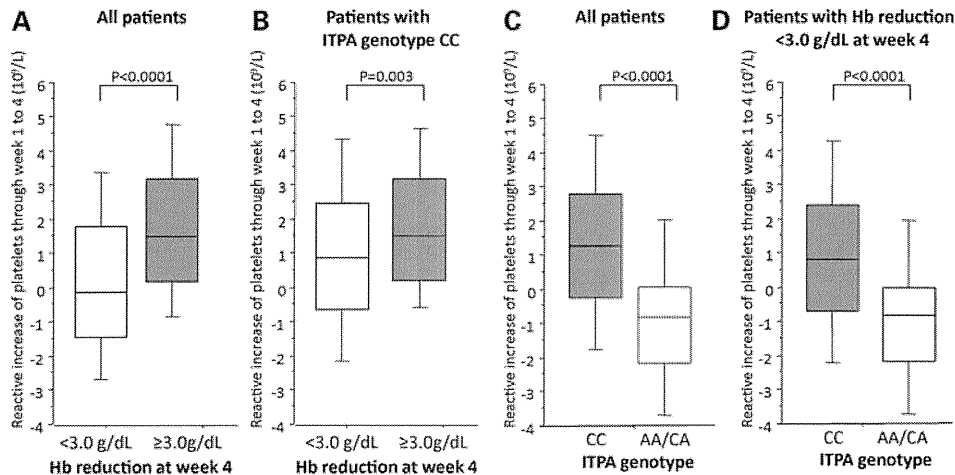 A
All patients
Reactive increase of platelets through week 1 to 4 (10⁹/L)
P<0.0001
6
5
4
3
2
1
0
-1
-2
-3
-4
<3.0 g/dL
≥3.0g/dL
Hb reduction at week 4
B
Patients with
ITPA genotype CC
Reactive increase of platelets through week 1 to 4 (10⁹/L)
P=0.003
6
5
4
3
2
1
0
-1
-2
-3
-4
<3.0 g/dL
≥3.0g/dL
Hb reduction at week 4
C
All patients
Reactive increase of platelets through week 1 to 4 (10⁹/L)
P<0.0001
6
5
4
3
2
1
0
-1
-2
-3
-4
CC
AA/CA
ITPA genotype
D
Patients with Hb reduction
<3.0 g/dL at week 4
Reactive increase of platelets through week 1 to 4 (10⁹/L)
P<0.0001
6
5
4
3
2
1
0
-1
-2
-3
-4
CC
AA/CA
ITPA genotype